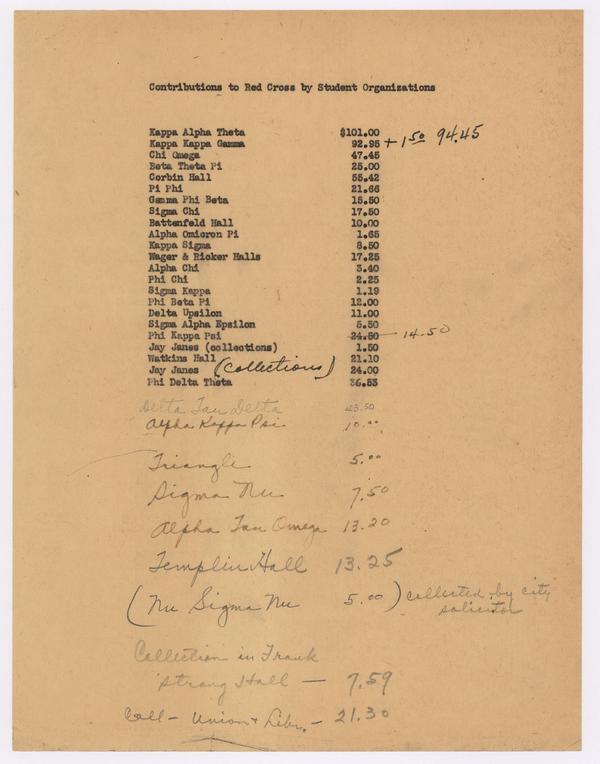 Contributions to Red Cross by Student Organizations
Kappa Alpha Theta $101.00
Kappa Kappa Gamma 92.95 + 1 50 94.45
Chi Omega 47.45
Beta Theta Pi 25.00
Corbin Hall 55.42
Pi Phi 21.66
Gamma Phi Beta 15.50
Sigma Chi 17.50
Battenfeld Hall 10.00
Alpha Omicron Pi 1.65
Kappa Sigma 8.50
Wager & Ricker Halls 17.25
Alpha Chi 3.40
Phi Chi 2.25
Sigma Kappa 1.19
Phi Beta Pi 12.00
Delta Upsilon 11.00
Sigma Alpha Epsilon 5.50
Phi Kappa Psi 24.50 — 14.50
Jay Janes (collections) 1.50
Watkins Hall 21.10
Jay Janes (collections) 24.00
Phi Delta Theta 36.53
Delta Tau Delta 43.50
Alpha Kappa Psi 10.00
Triangle 5.00
Sigma Nu 7.50
Alpha Tau Omega 13.20
Templin Hall 13.25
(Nu Sigma Nu 5.00) collected by city
solicitor
Collection in Frank
Strong Hall — 7.59
Coll - Union & Libr. - 21.30